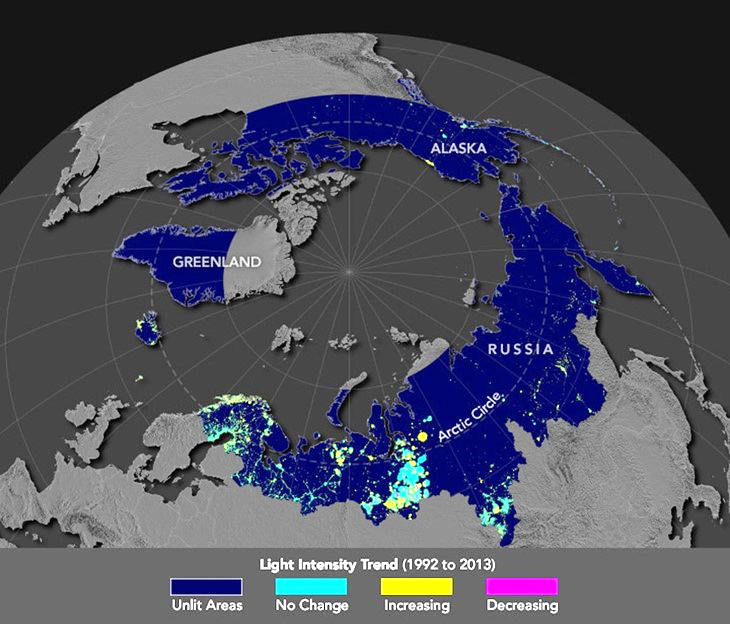 ALASKA
GREENLAND
RUSSIA
Arctic Circle
Light Intensity Trend (1992 to 2013)
Unlit Areas
No Change
Increasing
Decreasing